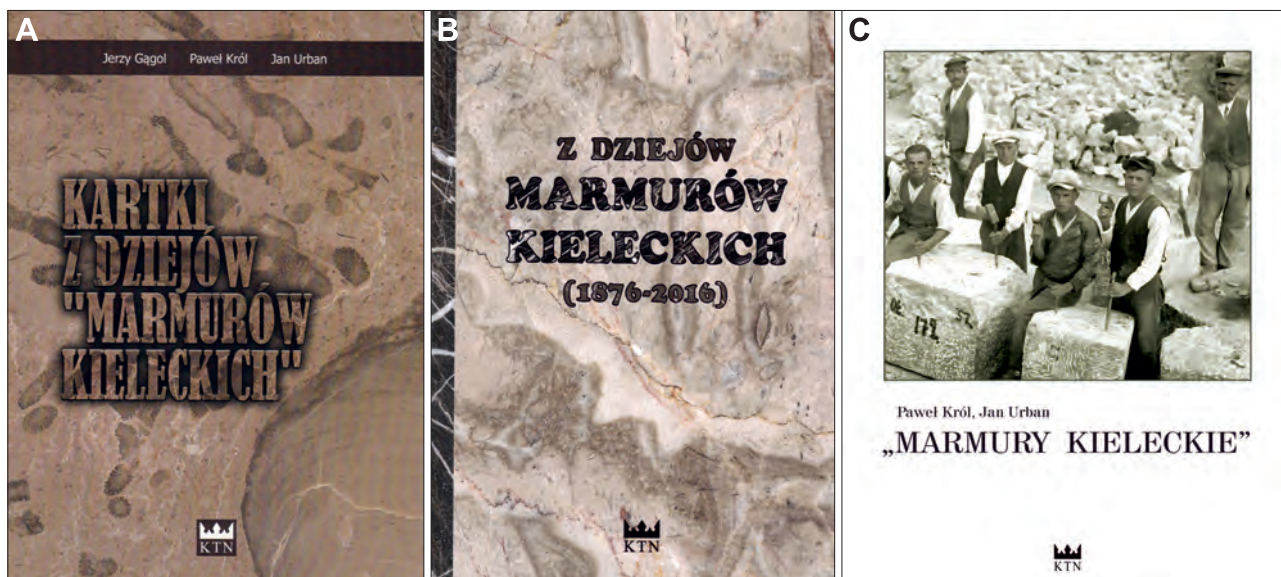 A
Jerzy Gągol Paweł Król Jan Urban
KARTKI
Z DZIEJÓW
"MARMURÓW
KIELECKICH"
KTN
B
Z DZIEJÓW
MARMURÓW
KIELECKICH
(1876-2016)
KTN
C
179
Paweł Król, Jan Urban
„MARMURY KIELECKIE”
KTN